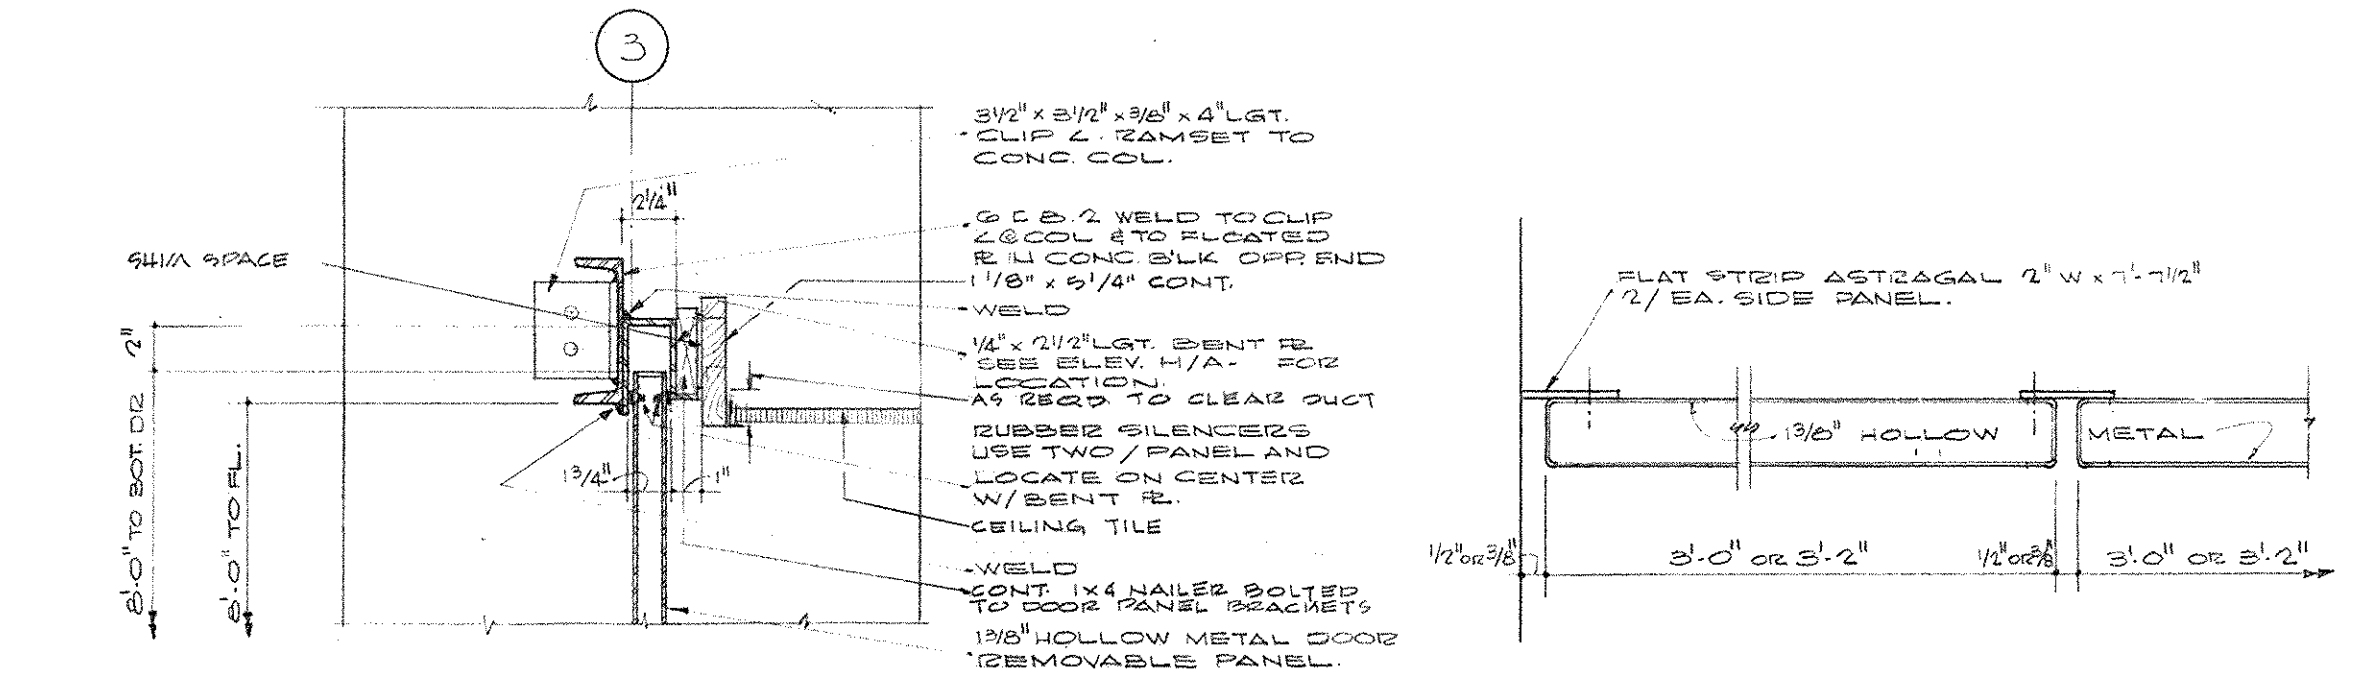 3
3 1/2" x 3 1/2" x 3/8" x 4" LGT.
CLIP ∠. RAMSET TO
CONC. COL.
2 1/4"
6 [ 8.2 WELD TO CLIP
∠ @ COL & TO FLOATED
PL IN CONC. B'LK OPP. END
1 1/8" x 5 1/4" CONT.
SHIM SPACE
WELD
1/4" x 2 1/2" LGT. BENT PL
SEE ELEV. H/A- FOR
LOCATION.
AS REQD TO CLEAR DUCT
RUBBER SILENCERS
USE TWO / PANEL AND
LOCATE ON CENTER
W/ BENT PL.
CEILING TILE
WELD
CONT. 1x4 NAILER BOLTED
TO DOOR PANEL BRACKETS
1 3/8" HOLLOW METAL DOOR
REMOVABLE PANEL.
2"
8'-0" TO BOT. DR
8'-0" TO FL.
1 3/4"
1"
FLAT STRIP ASTRAGAL 2" W x 7'-7 1/2"
2/ EA. SIDE PANEL.
1 3/8" HOLLOW METAL
1/2" OR 3/8"
3'-0" OR 3'-2"
1/2" OR 3/8"
3'-0" OR 3'-2"